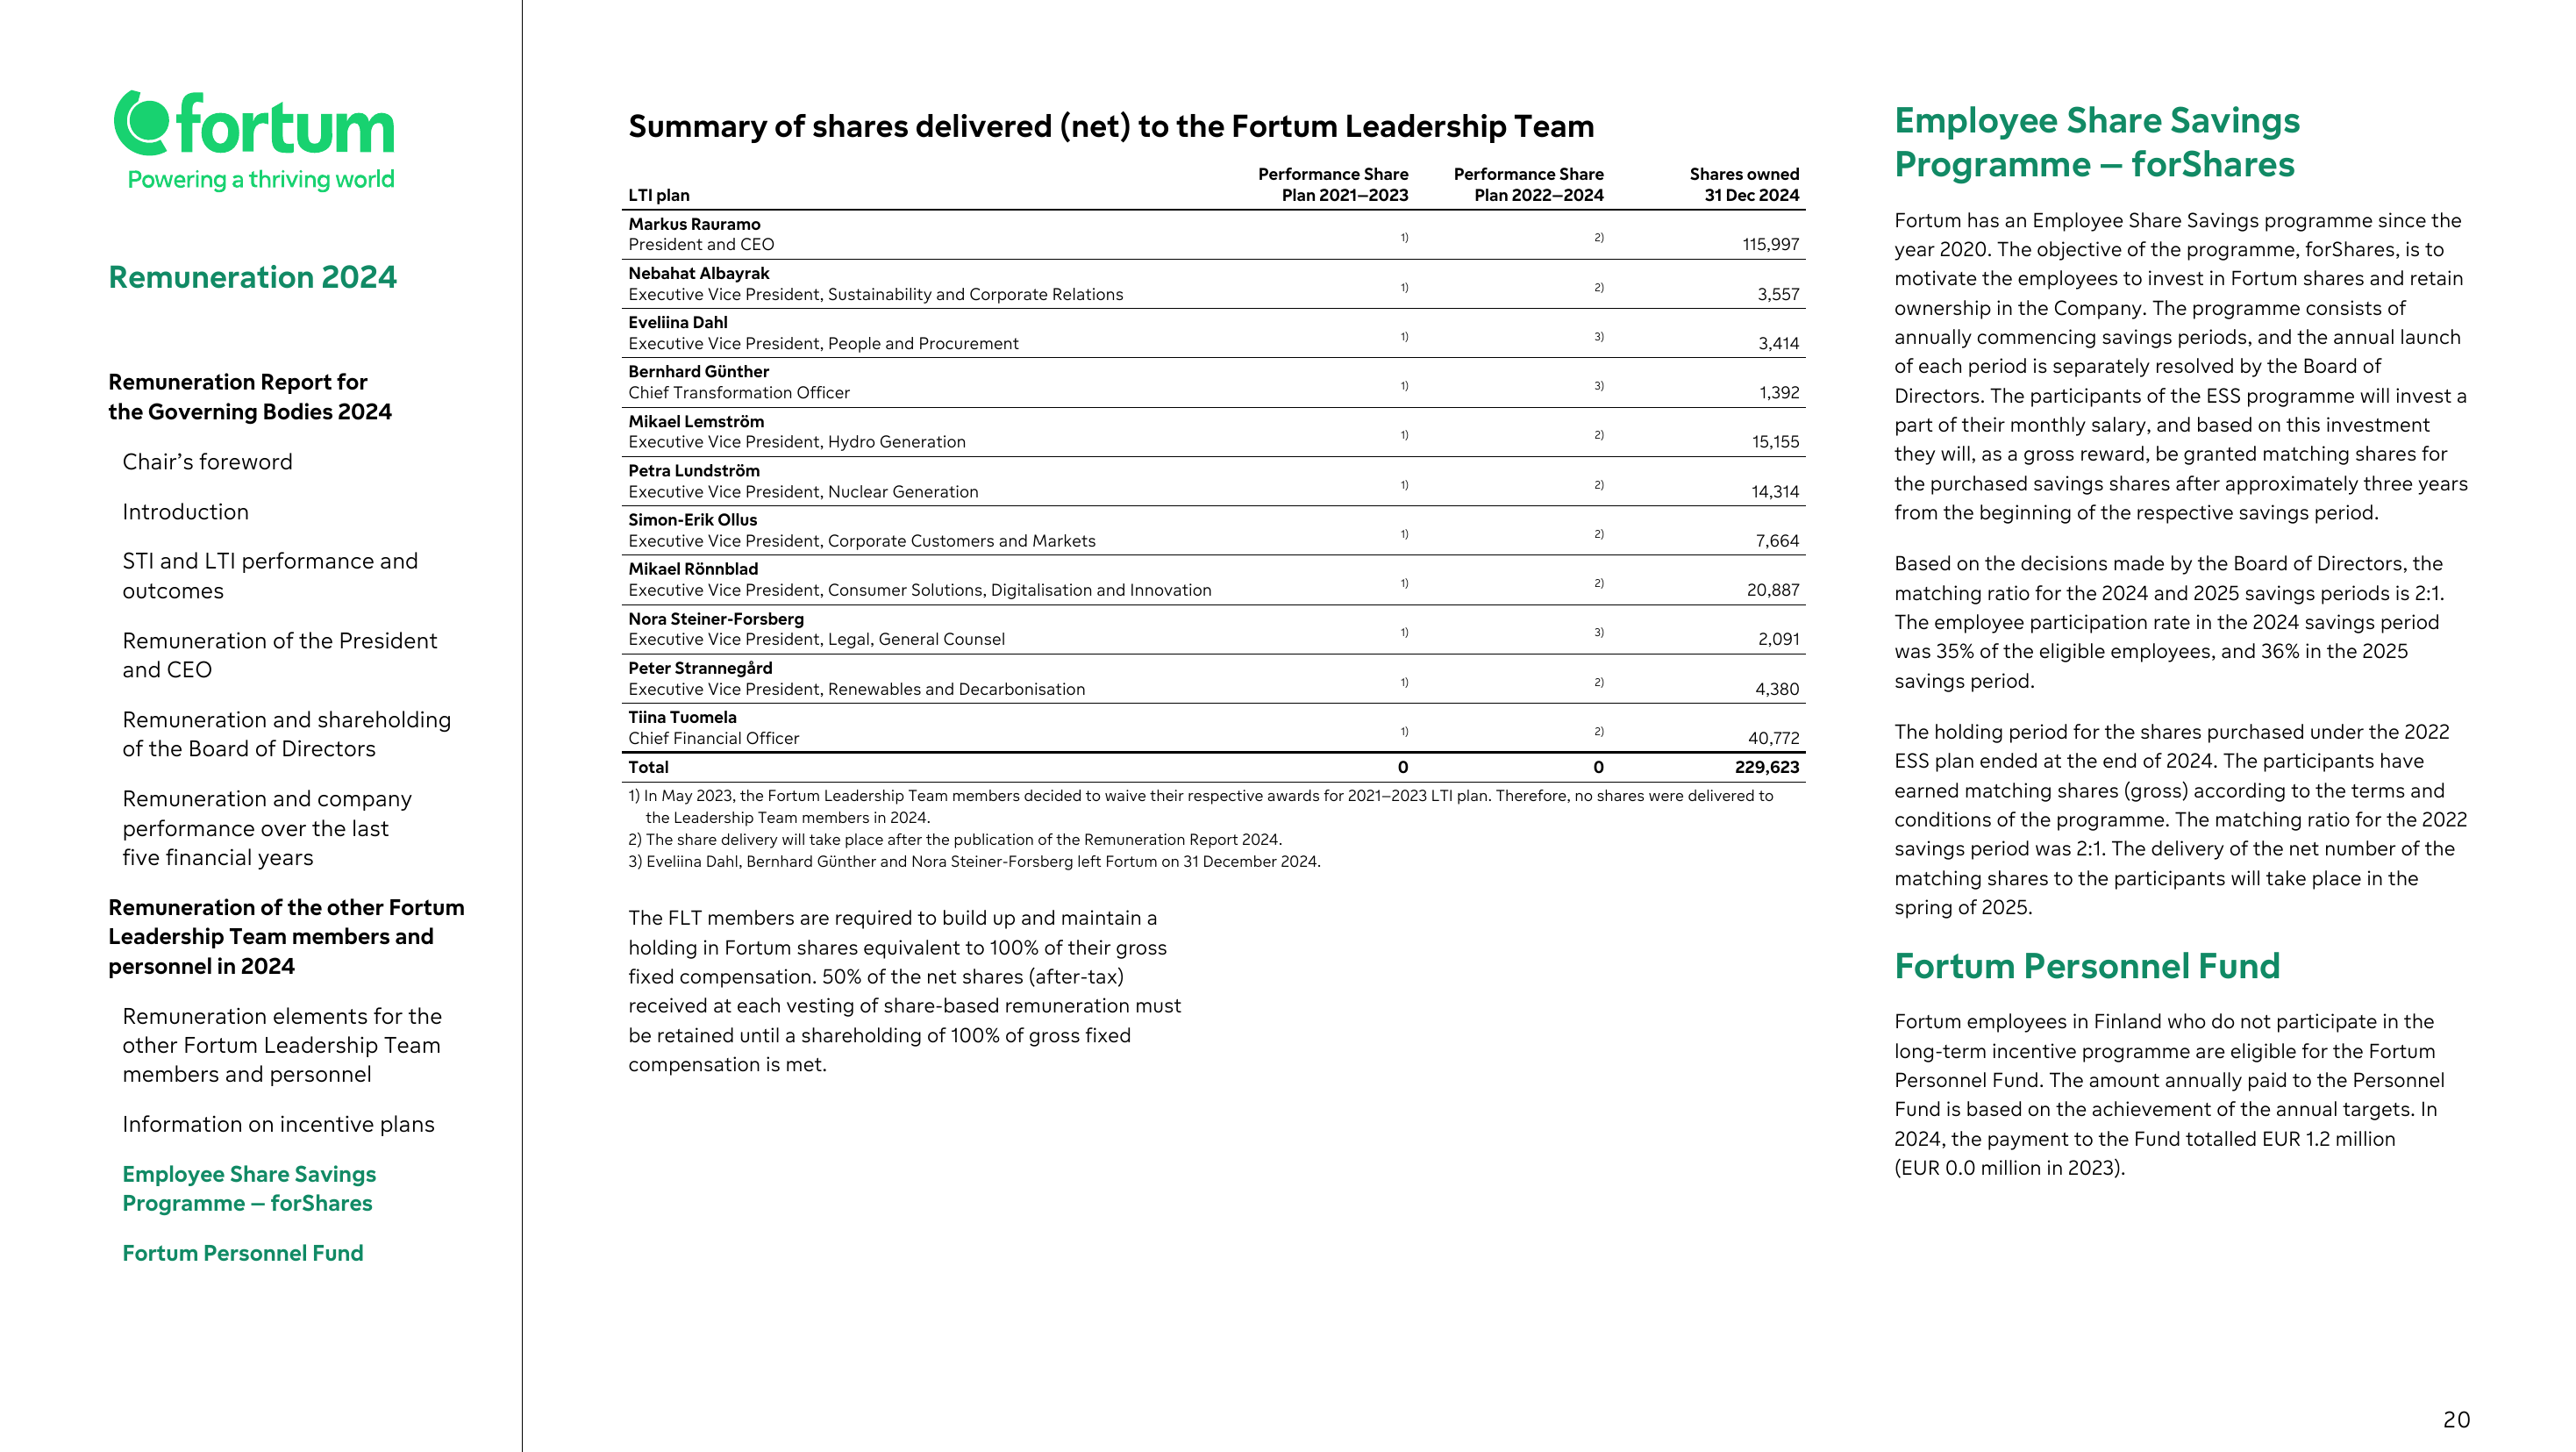 fortum
Powering a thriving world
Remuneration 2024
Remuneration Report for
the Governing Bodies 2024
Chair’s foreword
Introduction
STI and LTI performance and
outcomes
Remuneration of the President
and CEO
Remuneration and shareholding
of the Board of Directors
Remuneration and company
performance over the last
five financial years
Remuneration of the other Fortum
Leadership Team members and
personnel in 2024
Remuneration elements for the
other Fortum Leadership Team
members and personnel
Information on incentive plans
Employee Share Savings
Programme – forShares
Fortum Personnel Fund
Summary of shares delivered (net) to the Fortum Leadership Team
LTI plan Performance Share Plan 2021–2023 Performance Share Plan 2022–2024 Shares owned 31 Dec 2024
Markus Rauramo
President and CEO 1) 2) 115,997
Nebahat Albayrak
Executive Vice President, Sustainability and Corporate Relations 1) 2) 3,557
Eveliina Dahl
Executive Vice President, People and Procurement 1) 3) 3,414
Bernhard Günther
Chief Transformation Officer 1) 3) 1,392
Mikael Lemström
Executive Vice President, Hydro Generation 1) 2) 15,155
Petra Lundström
Executive Vice President, Nuclear Generation 1) 2) 14,314
Simon-Erik Ollus
Executive Vice President, Corporate Customers and Markets 1) 2) 7,664
Mikael Rönnblad
Executive Vice President, Consumer Solutions, Digitalisation and Innovation 1) 2) 20,887
Nora Steiner-Forsberg
Executive Vice President, Legal, General Counsel 1) 3) 2,091
Peter Strannegård
Executive Vice President, Renewables and Decarbonisation 1) 2) 4,380
Tiina Tuomela
Chief Financial Officer 1) 2) 40,772
Total 0 0 229,623
1) In May 2023, the Fortum Leadership Team members decided to waive their respective awards for 2021–2023 LTI plan. Therefore, no shares were delivered to
the Leadership Team members in 2024.
2) The share delivery will take place after the publication of the Remuneration Report 2024.
3) Eveliina Dahl, Bernhard Günther and Nora Steiner-Forsberg left Fortum on 31 December 2024.
The FLT members are required to build up and maintain a
holding in Fortum shares equivalent to 100% of their gross
fixed compensation. 50% of the net shares (after-tax)
received at each vesting of share-based remuneration must
be retained until a shareholding of 100% of gross fixed
compensation is met.
Employee Share Savings
Programme – forShares
Fortum has an Employee Share Savings programme since the
year 2020. The objective of the programme, forShares, is to
motivate the employees to invest in Fortum shares and retain
ownership in the Company. The programme consists of
annually commencing savings periods, and the annual launch
of each period is separately resolved by the Board of
Directors. The participants of the ESS programme will invest a
part of their monthly salary, and based on this investment
they will, as a gross reward, be granted matching shares for
the purchased savings shares after approximately three years
from the beginning of the respective savings period.
Based on the decisions made by the Board of Directors, the
matching ratio for the 2024 and 2025 savings periods is 2:1.
The employee participation rate in the 2024 savings period
was 35% of the eligible employees, and 36% in the 2025
savings period.
The holding period for the shares purchased under the 2022
ESS plan ended at the end of 2024. The participants have
earned matching shares (gross) according to the terms and
conditions of the programme. The matching ratio for the 2022
savings period was 2:1. The delivery of the net number of the
matching shares to the participants will take place in the
spring of 2025.
Fortum Personnel Fund
Fortum employees in Finland who do not participate in the
long-term incentive programme are eligible for the Fortum
Personnel Fund. The amount annually paid to the Personnel
Fund is based on the achievement of the annual targets. In
2024, the payment to the Fund totalled EUR 1.2 million
(EUR 0.0 million in 2023).
20